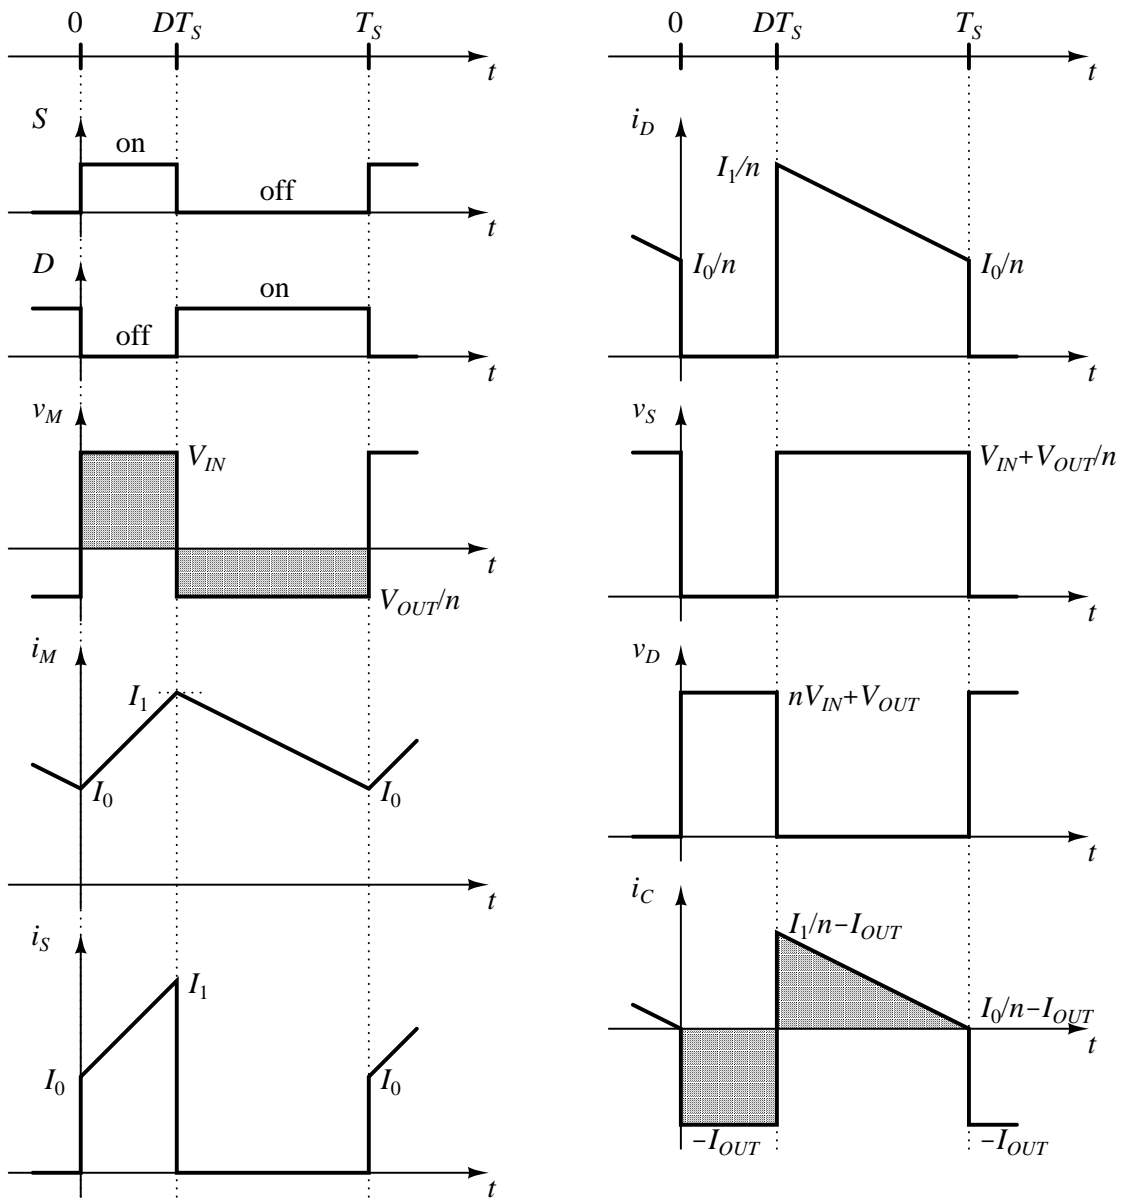 0 DT_S T_S
t
S
on
off
t
D
on
off
t
v_M
V_IN
t
V_OUT/n
i_M
I_1
I_0 I_0
t
i_S
I_1
I_0 I_0
t
0 DT_S T_S
t
i_D
I_1/n
I_0/n I_0/n
t
v_S
V_IN+V_OUT/n
t
v_D
nV_IN+V_OUT
t
i_C
I_1/n−I_OUT
I_0/n−I_OUT
t
−I_OUT −I_OUT